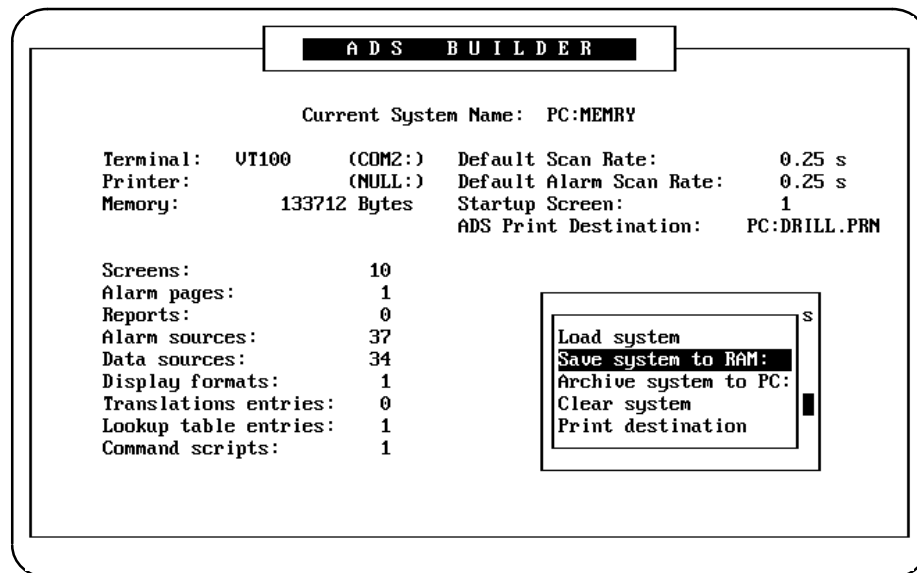 ADS BUILDER
Current System Name: PC:MEMRY
Terminal: VT100 (COM2:) Default Scan Rate: 0.25 s
Printer: (NULL:) Default Alarm Scan Rate: 0.25 s
Memory: 133712 Bytes Startup Screen: 1
ADS Print Destination: PC:DRILL.PRN
Screens: 10
Alarm pages: 1
Reports: 0
Alarm sources: 37
Data sources: 34
Display formats: 1
Translations entries: 0
Lookup table entries: 1
Command scripts: 1
s
Load system
Save system to RAM:
Archive system to PC:
Clear system
Print destination